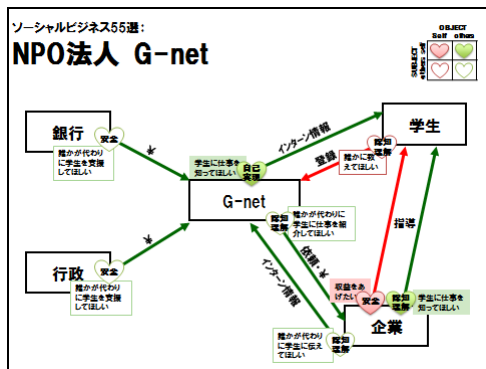 ソーシャルビジネス55選：
NPO法人 G-net
OBJECT
Self others
SUBJECT
others self
銀行
安全
誰かが代わり
に学生を支援
してほしい
¥
学生に仕事を
知ってほしい
自己
実現
インターン情報
登録
誰かに教
えてほしい
認知
理解
学生
G-net
認知
理解
誰かが代わりに
学生に仕事を紹
介してほしい
指導
行政
安全
誰かが代わり
に学生を支援
してほしい
¥
インターン情報
依頼・¥
収益をあ
げたい
安全
認知
理解
学生に仕事を
知ってほしい
企業
誰かが代わり
に学生に伝え
てほしい
認知
理解